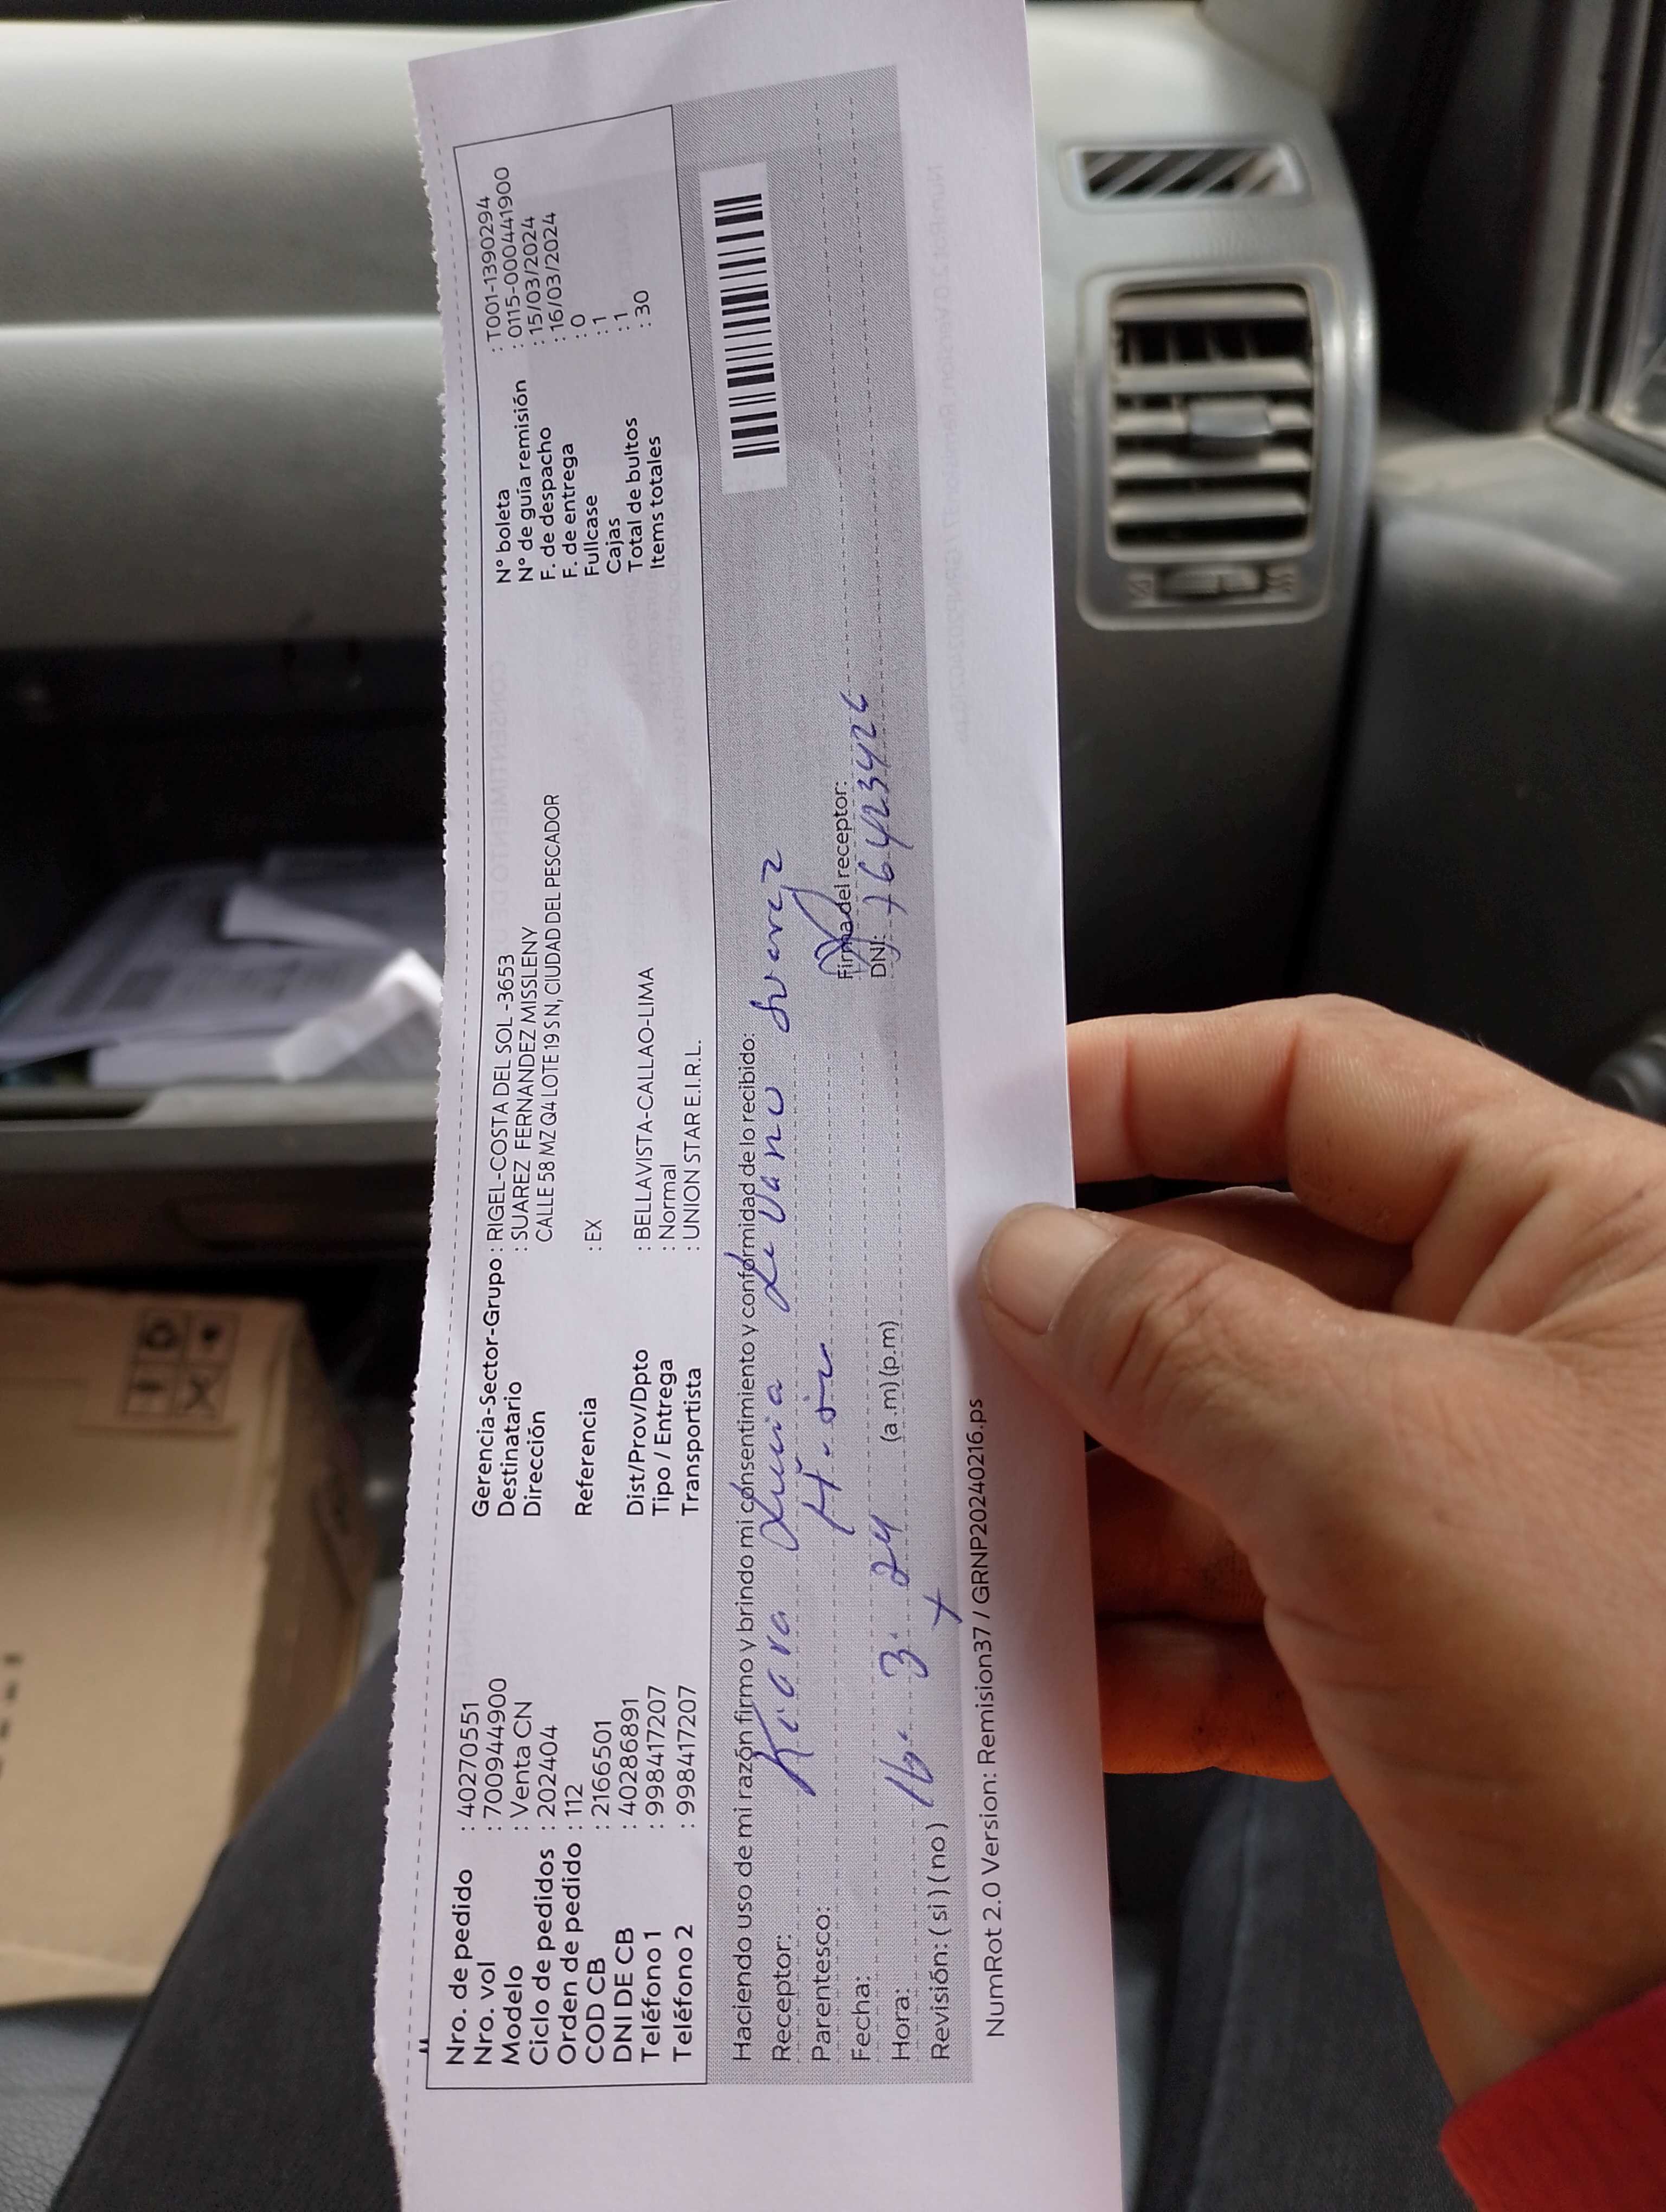 Nro. de pedido : 40270551
Nro. vol : 7009444900
Modelo : Venta CN
Ciclo de pedidos : 202404
Orden de pedido : 112
COD CB : 2166501
DNI DE CB : 40286891
Teléfono 1 : 998417207
Teléfono 2 : 998417207
Gerencia-Sector-Grupo : RIGEL-COSTA DEL SOL -3653
Destinatario : SUAREZ FERNANDEZ MISSLENY
Dirección CALLE 58 MZ Q4 LOTE 19 S N, CIUDAD DEL PESCADOR
Referencia : EX
Dist/Prov/Dpto : BELLAVISTA-CALLAO-LIMA
Tipo / Entrega : Normal
Transportista : UNION STAR E.I.R.L.
N° boleta : T001-1390294
N° de guía remisión : 0115-0000441900
F. de despacho : 15/03/2024
F. de entrega : 16/03/2024
Fullcase : 0
Cajas : 1
Total de bultos : 1
Items totales : 30
Haciendo uso de mi razón firmo y brindo mi consentimiento y conformidad de lo recibido:
Receptor: Kiara Lucia
Parentesco:
Fecha: 16. 3. 24
Hora: (a.m)(p.m)
Revisión: ( si ) ( no )
Firma del receptor:
DNI: 76423426
NumRot 2.0 Version: Remision37 / GRNP20240216.ps